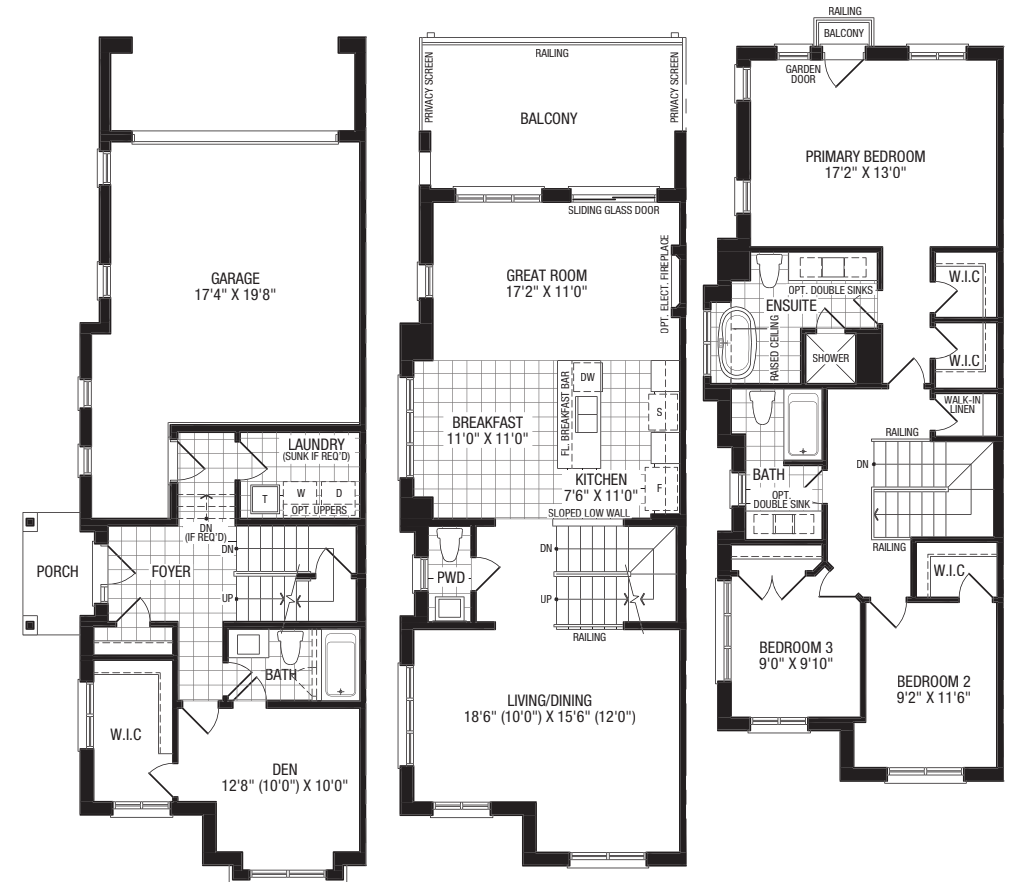 GARAGE
17'4" X 19'8"
LAUNDRY
(SUNK IF REQ'D)
T
W
D
OPT. UPPERS
DN
(IF REQ'D)
PORCH
FOYER
DN
UP
BATH
W.I.C
DEN
12'8" (10'0") X 10'0"
RAILING
PRIVACY SCREEN
PRIVACY SCREEN
BALCONY
SLIDING GLASS DOOR
GREAT ROOM
17'2" X 11'0"
OPT. ELECT. FIREPLACE
DW
FL. BREAKFAST BAR
S
BREAKFAST
11'0" X 11'0"
KITCHEN
7'6" X 11'0"
F
SLOPED LOW WALL
DN
PWD
UP
RAILING
LIVING/DINING
18'6" (10'0") X 15'6" (12'0")
RAILING
BALCONY
GARDEN
DOOR
PRIMARY BEDROOM
17'2" X 13'0"
W.I.C
OPT. DOUBLE SINKS
ENSUITE
RAISED CEILING
SHOWER
W.I.C
WALK-IN
LINEN
RAILING
DN
BATH
OPT.
DOUBLE SINK
RAILING
W.I.C
BEDROOM 3
9'0" X 9'10"
BEDROOM 2
9'2" X 11'6"